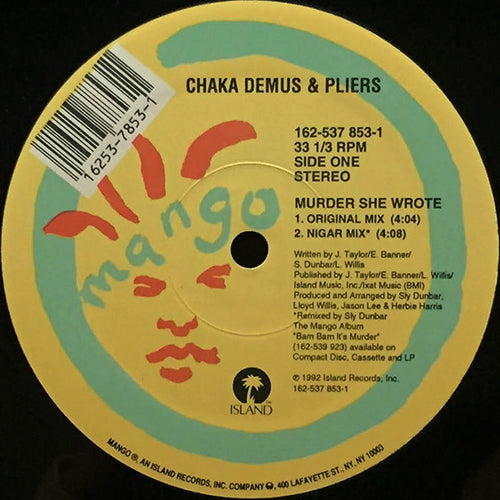 CHAKA DEMUS & PLIERS
16253-7853-1
162-537 853-1
33 1/3 RPM
SIDE ONE
STEREO
mango
MURDER SHE WROTE
1. ORIGINAL MIX (4:04)
2. NIGAR MIX* (4:08)
Written by J. Taylor/E. Banner/
S. Dunbar/L. Willis
Published by J. Taylor/E. Banner/L. Willis/
Island Music, Inc./Ixat Music (BMI)
Produced and Arranged by Sly Dunbar,
Lloyd Willis, Jason Lee & Herbie Harris
*Remixed by Sly Dunbar
The Mango Album
"Bam Bam It's Murder"
(162-539 923) available on
Compact Disc, Cassette and LP
℗ 1992 Island Records, Inc.
162-537 853-1
ISLAND™
MANGO ®, AN ISLAND RECORDS, INC. COMPANY, 400 LAFAYETTE ST., NY, NY 10003